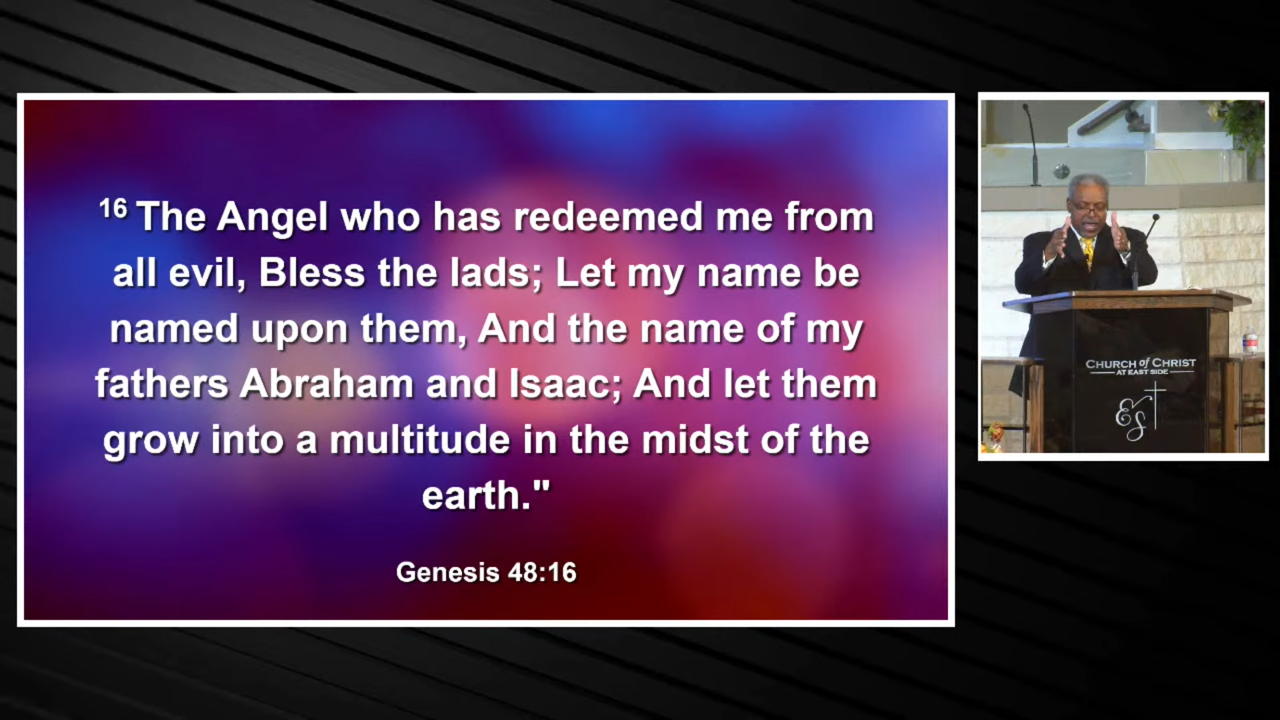 16 The Angel who has redeemed me from
all evil, Bless the lads; Let my name be
named upon them, And the name of my
fathers Abraham and Isaac; And let them
grow into a multitude in the midst of the
earth."
Genesis 48:16
CHURCH of CHRIST
AT EAST SIDE
ES